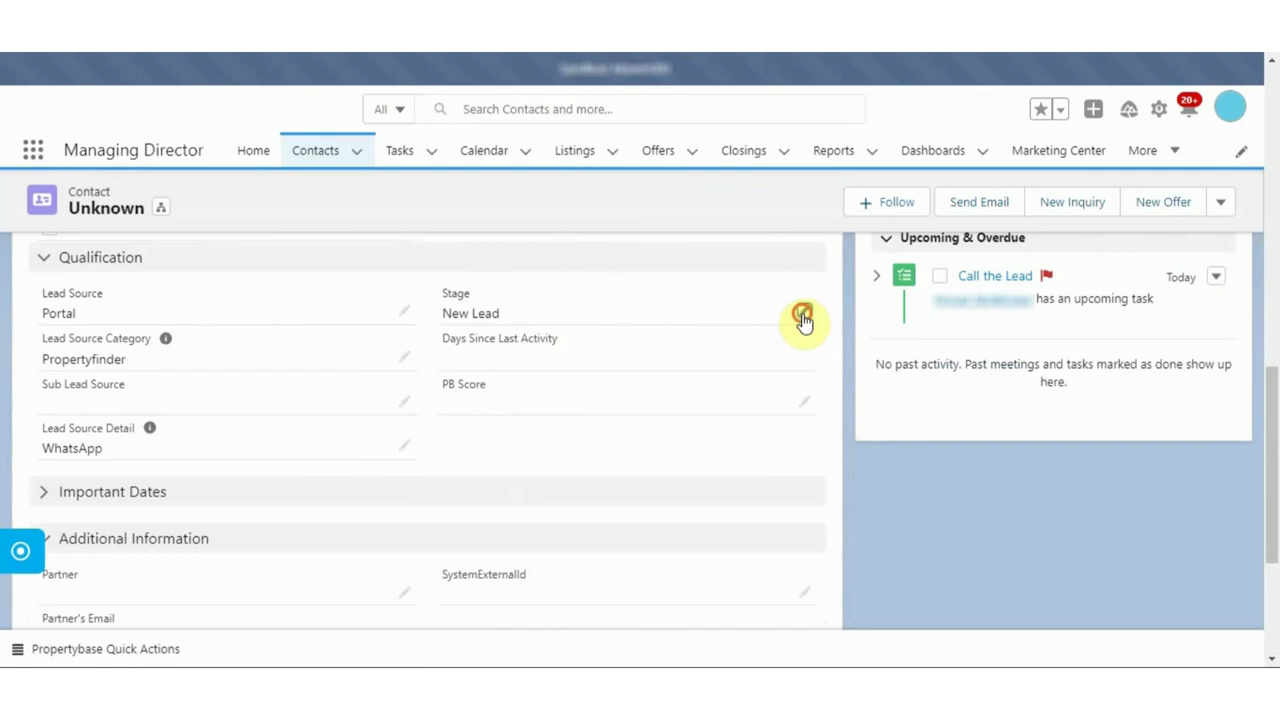 All
Search Contacts and more...
20+
Managing Director
Home
Contacts
Tasks
Calendar
Listings
Offers
Closings
Reports
Dashboards
Marketing Center
More
Contact
Unknown
Follow
Send Email
New Inquiry
New Offer
Qualification
Lead Source
Portal
Stage
New Lead
Lead Source Category
Propertyfinder
Days Since Last Activity
Sub Lead Source
PB Score
Lead Source Detail
WhatsApp
Important Dates
Additional Information
Partner
SystemExternalId
Partner's Email
Upcoming & Overdue
Call the Lead
Today
has an upcoming task
No past activity. Past meetings and tasks marked as done show up
here.
Propertybase Quick Actions